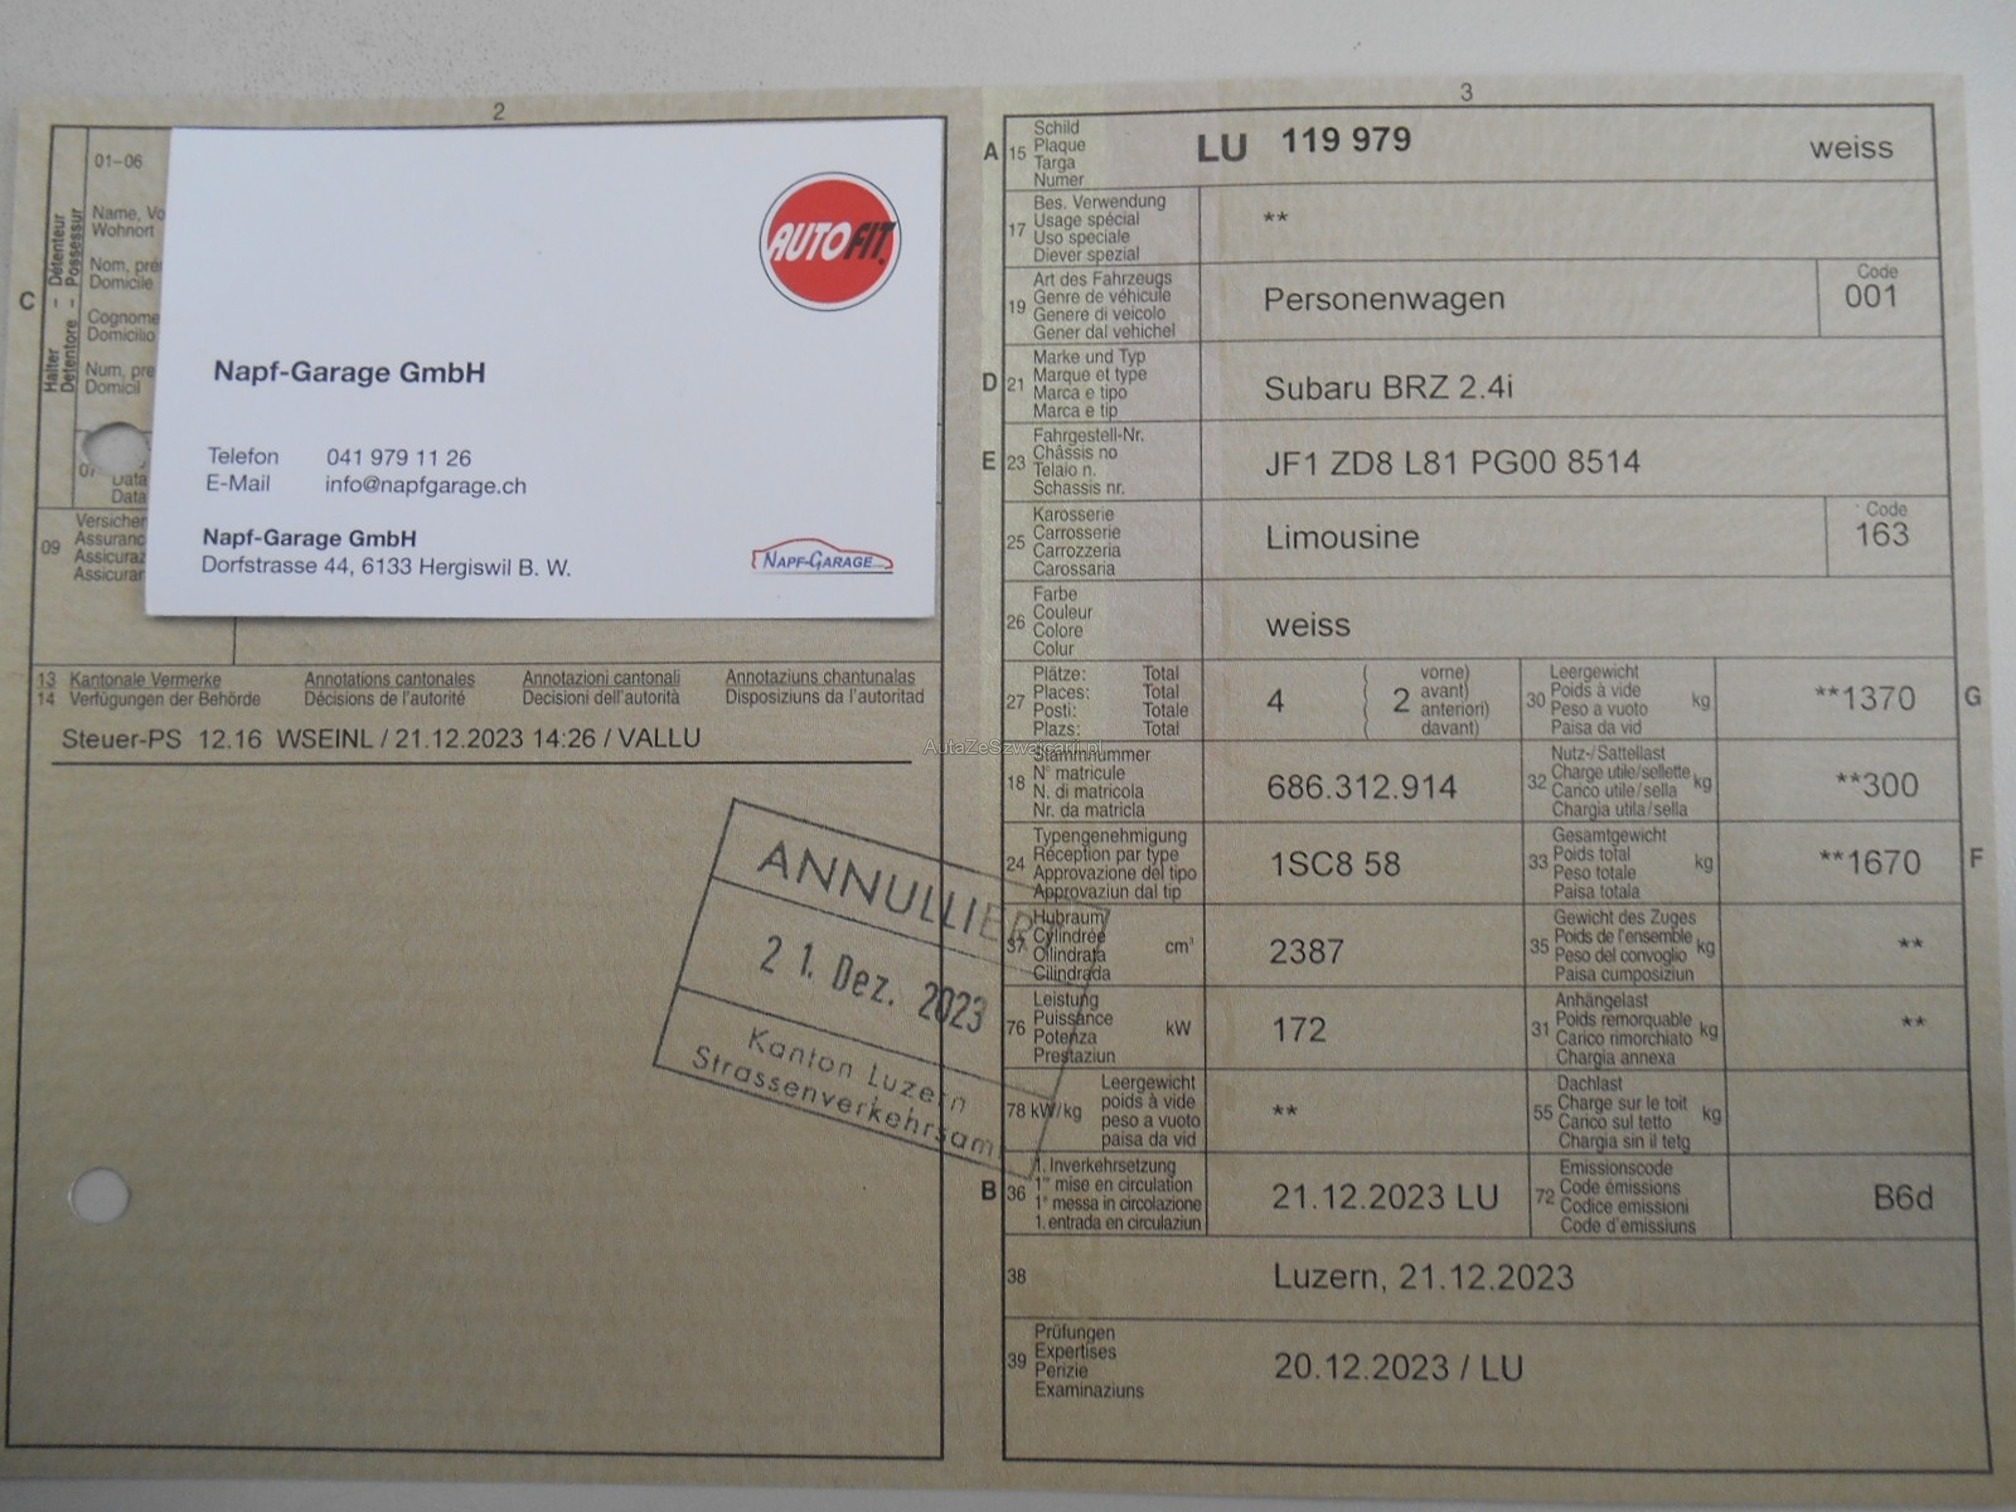 2
01–06
Halter – Détenteur
Detentore – Possessur
Name, Vo
Wohnort
Nom, pré
Domicile
Cognome
Domicilio
Num, pre
Domicil
C
07
Data
Data
09
Versicher
Assuranc
Assicuraz
Assicurar
AUTOFIT
Napf-Garage GmbH
Telefon 041 979 11 26
E-Mail info@napfgarage.ch
Napf-Garage GmbH
Dorfstrasse 44, 6133 Hergiswil B. W.
NAPF-GARAGE
13 Kantonale Vermerke Annotations cantonales Annotazioni cantonali Annotaziuns chantunalas
14 Verfügungen der Behörde Décisions de l'autorité Decisioni dell'autorità Disposiziuns da l'autoritad
Steuer-PS 12.16 WSEINL / 21.12.2023 14:26 / VALLU
ANNULLIERT
21. Dez. 2023
Kanton Luzern
Strassenverkehrsam
AutaZeSzwajcarii.pl
3
A 15 Schild
Plaque
Targa
Numer
LU 119 979 weiss
17 Bes. Verwendung
Usage spécial
Uso speciale
Diever spezial
**
19 Art des Fahrzeugs
Genre de véhicule
Genere di veicolo
Gener dal vehichel
Personenwagen
Code
001
D 21 Marke und Typ
Marque et type
Marca e tipo
Marca e tip
Subaru BRZ 2.4i
E 23 Fahrgestell-Nr.
Châssis no
Telaio n.
Schassis nr.
JF1 ZD8 L81 PG00 8514
25 Karosserie
Carrosserie
Carrozzeria
Carossaria
Limousine
Code
163
26 Farbe
Couleur
Colore
Colur
weiss
27 Plätze: Total
Places: Total
Posti: Totale
Plazs: Total
4 ( 2 vorne)
avant)
anteriori)
davant)
30 Leergewicht
Poids à vide
Peso a vuoto
Paisa da vid
kg **1370 G
18 Stammnummer
N° matricule
N. di matricola
Nr. da matricla
686.312.914
32 Nutz-/Sattellast
Charge utile/sellette
Carico utile/sella
Chargia utila/sella
kg **300
24 Typengenehmigung
Réception par type
Approvazione del tipo
Approvaziun dal tip
1SC8 58
33 Gesamtgewicht
Poids total
Peso totale
Paisa totala
kg **1670 F
37 Hubraum
Cylindrée
Cilindrata
Cilindrada
cm³ 2387
35 Gewicht des Zuges
Poids de l'ensemble
Peso del convoglio
Paisa cumposiziun
kg **
76 Leistung
Puissance
Potenza
Prestaziun
kW 172
31 Anhängelast
Poids remorquable
Carico rimorchiato
Chargia annexa
kg **
78 kW/kg Leergewicht
poids à vide
peso a vuoto
paisa da vid
**
55 Dachlast
Charge sur le toit
Carico sul tetto
Chargia sin il tetg
kg
B 36 1. Inverkehrsetzung
1re mise en circulation
1a messa in circolazione
1. entrada en circulaziun
21.12.2023 LU
72 Emissionscode
Code émissions
Codice emissioni
Code d'emissiuns
B6d
38 Luzern, 21.12.2023
39 Prüfungen
Expertises
Perizie
Examinaziuns
20.12.2023 / LU